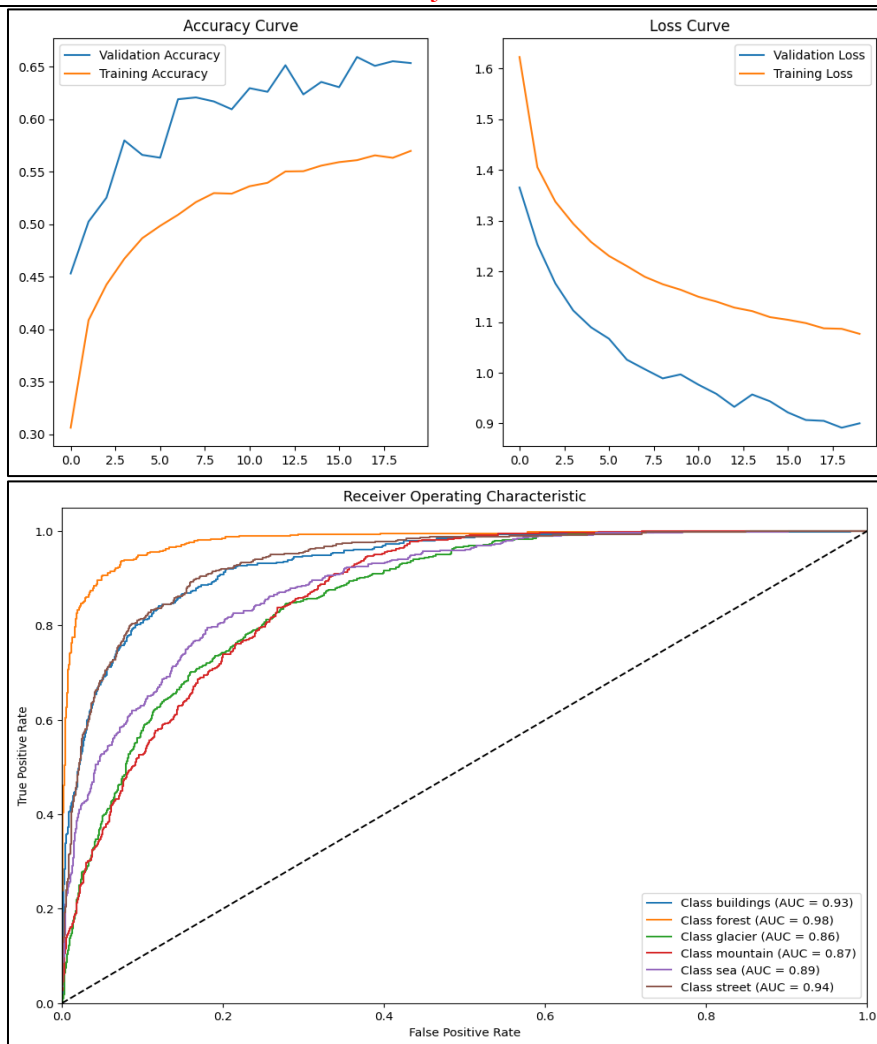 Accuracy Curve
Validation Accuracy
Training Accuracy
0.65
0.60
0.55
0.50
0.45
0.40
0.35
0.30
0.0 2.5 5.0 7.5 10.0 12.5 15.0 17.5
Loss Curve
Validation Loss
Training Loss
1.6
1.5
1.4
1.3
1.2
1.1
1.0
0.9
0.0 2.5 5.0 7.5 10.0 12.5 15.0 17.5
Receiver Operating Characteristic
True Positive Rate
1.0
0.8
0.6
0.4
0.2
0.0
Class buildings (AUC = 0.93)
Class forest (AUC = 0.98)
Class glacier (AUC = 0.86)
Class mountain (AUC = 0.87)
Class sea (AUC = 0.89)
Class street (AUC = 0.94)
0.0 0.2 0.4 0.6 0.8 1.0
False Positive Rate